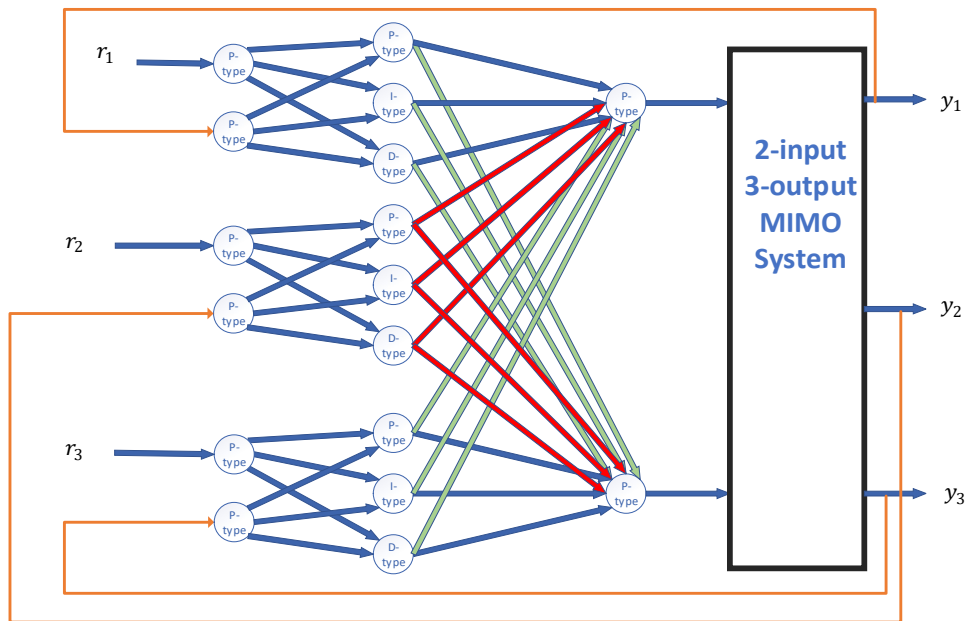 r₁
P-
type
P-
type
P-
type
I-
type
D-
type
r₂
P-
type
P-
type
P-
type
I-
type
D-
type
r₃
P-
type
P-
type
P-
type
I-
type
D-
type
P-
type
P-
type
2-input
3-output
MIMO
System
y₁
y₂
y₃